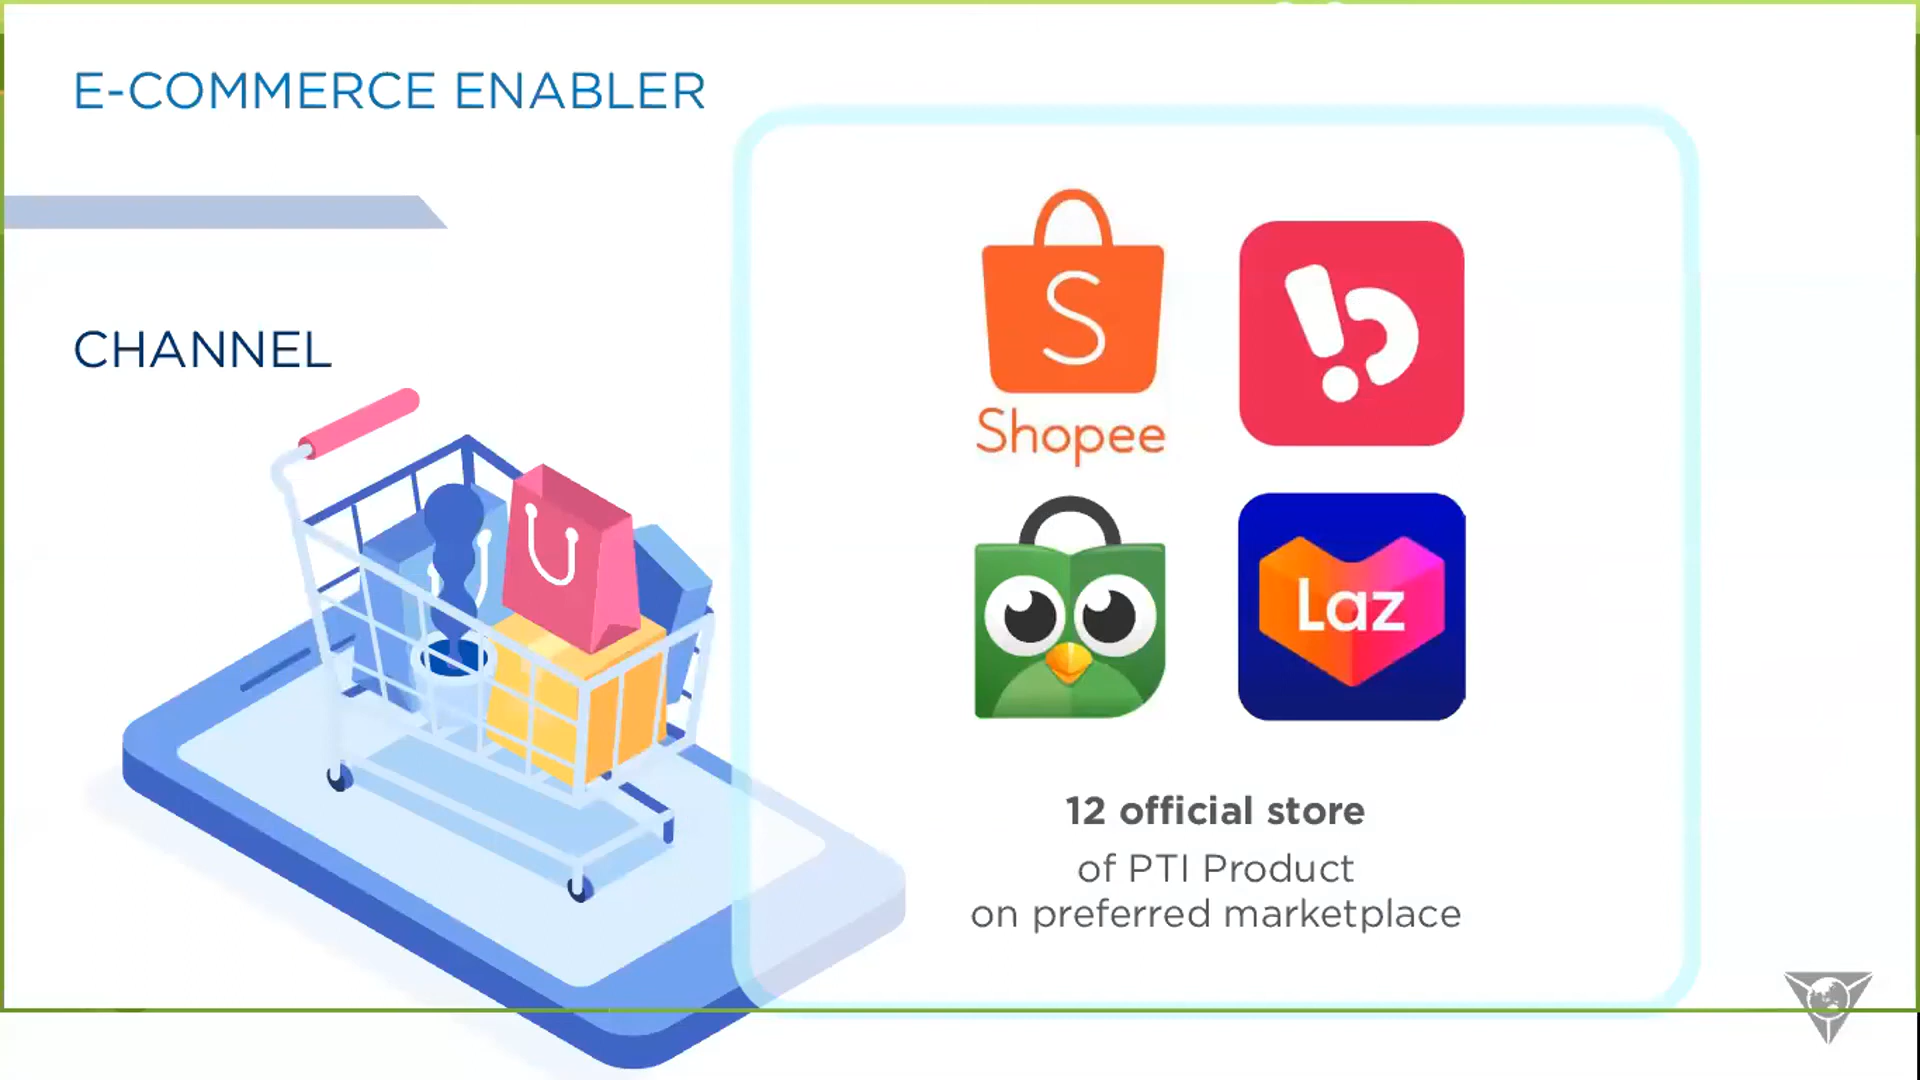 E-COMMERCE ENABLER
CHANNEL
S
Shopee
Laz
12 official store
of PTI Product
on preferred marketplace